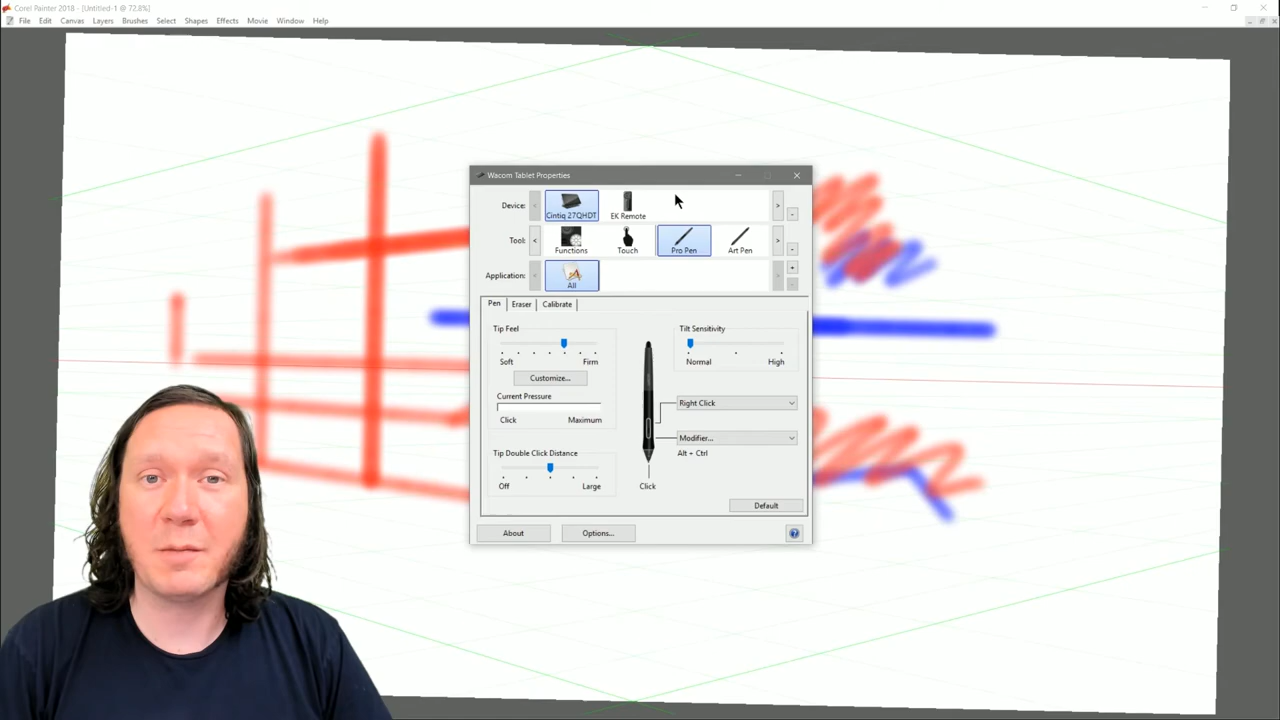 Corel Painter 2018 - [Untitled-1 @ 72.8%]
File Edit Canvas Layers Brushes Select Shapes Effects Movie Window Help
Wacom Tablet Properties
Device:
Cintiq 27QHDT
EK Remote
Tool:
Functions
Touch
Pro Pen
Art Pen
Application:
All
Pen Eraser Calibrate
Tip Feel
Soft Firm
Customize...
Current Pressure
Click Maximum
Tip Double Click Distance
Off Large
Tilt Sensitivity
Normal High
Right Click
Modifier...
Alt + Ctrl
Click
Default
About Options...